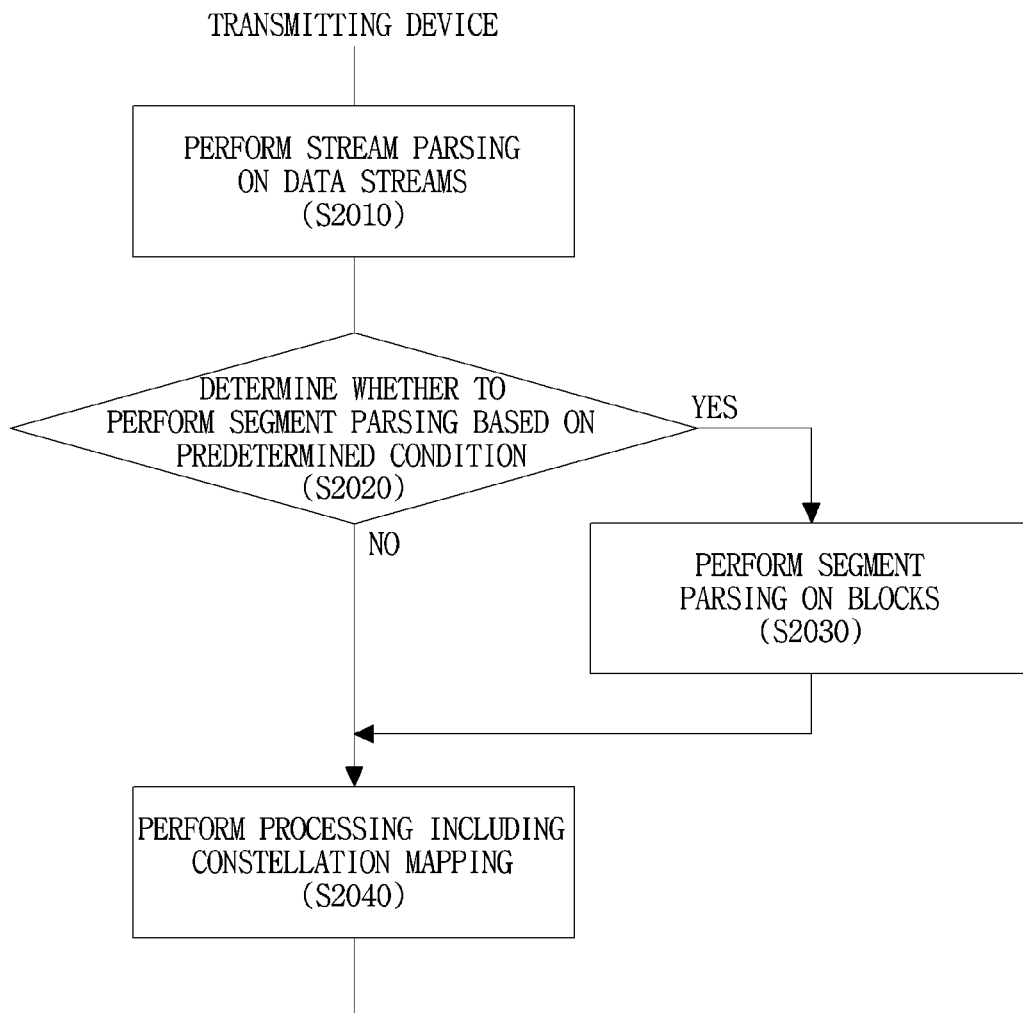 TRANSMITTING DEVICE
PERFORM STREAM PARSING
ON DATA STREAMS
(S2010)
DETERMINE WHETHER TO
PERFORM SEGMENT PARSING BASED ON
PREDETERMINED CONDITION
(S2020)
YES
NO
PERFORM SEGMENT
PARSING ON BLOCKS
(S2030)
PERFORM PROCESSING INCLUDING
CONSTELLATION MAPPING
(S2040)